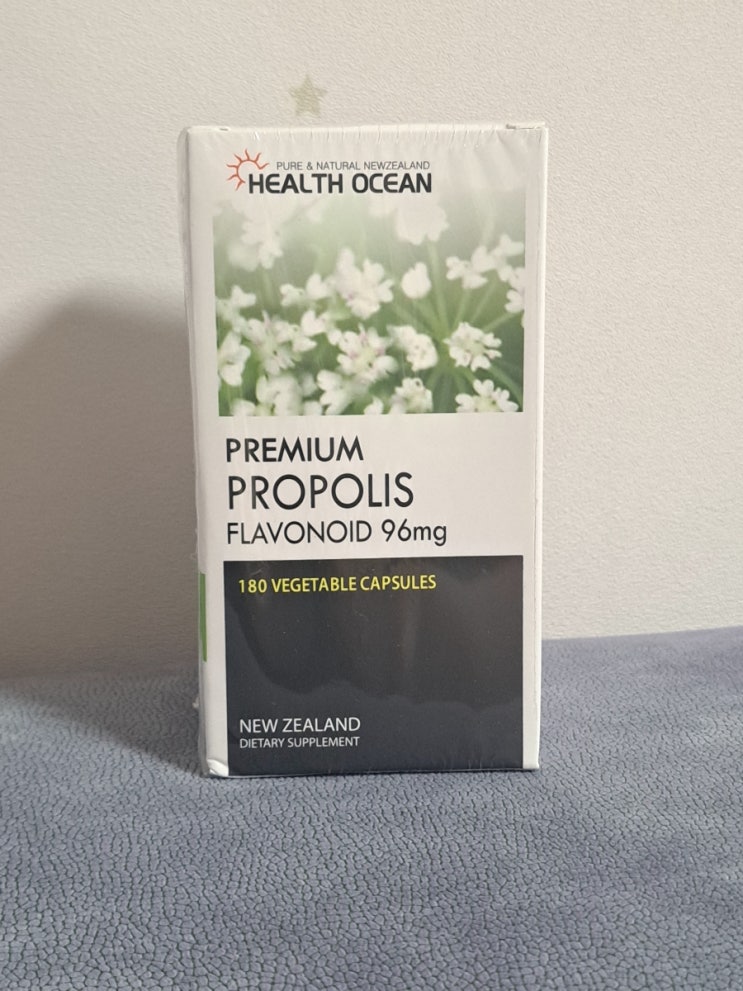 PURE & NATURAL NEWZEALAND
HEALTH OCEAN
PREMIUM
PROPOLIS
FLAVONOID 96mg
180 VEGETABLE CAPSULES
NEW ZEALAND
DIETARY SUPPLEMENT